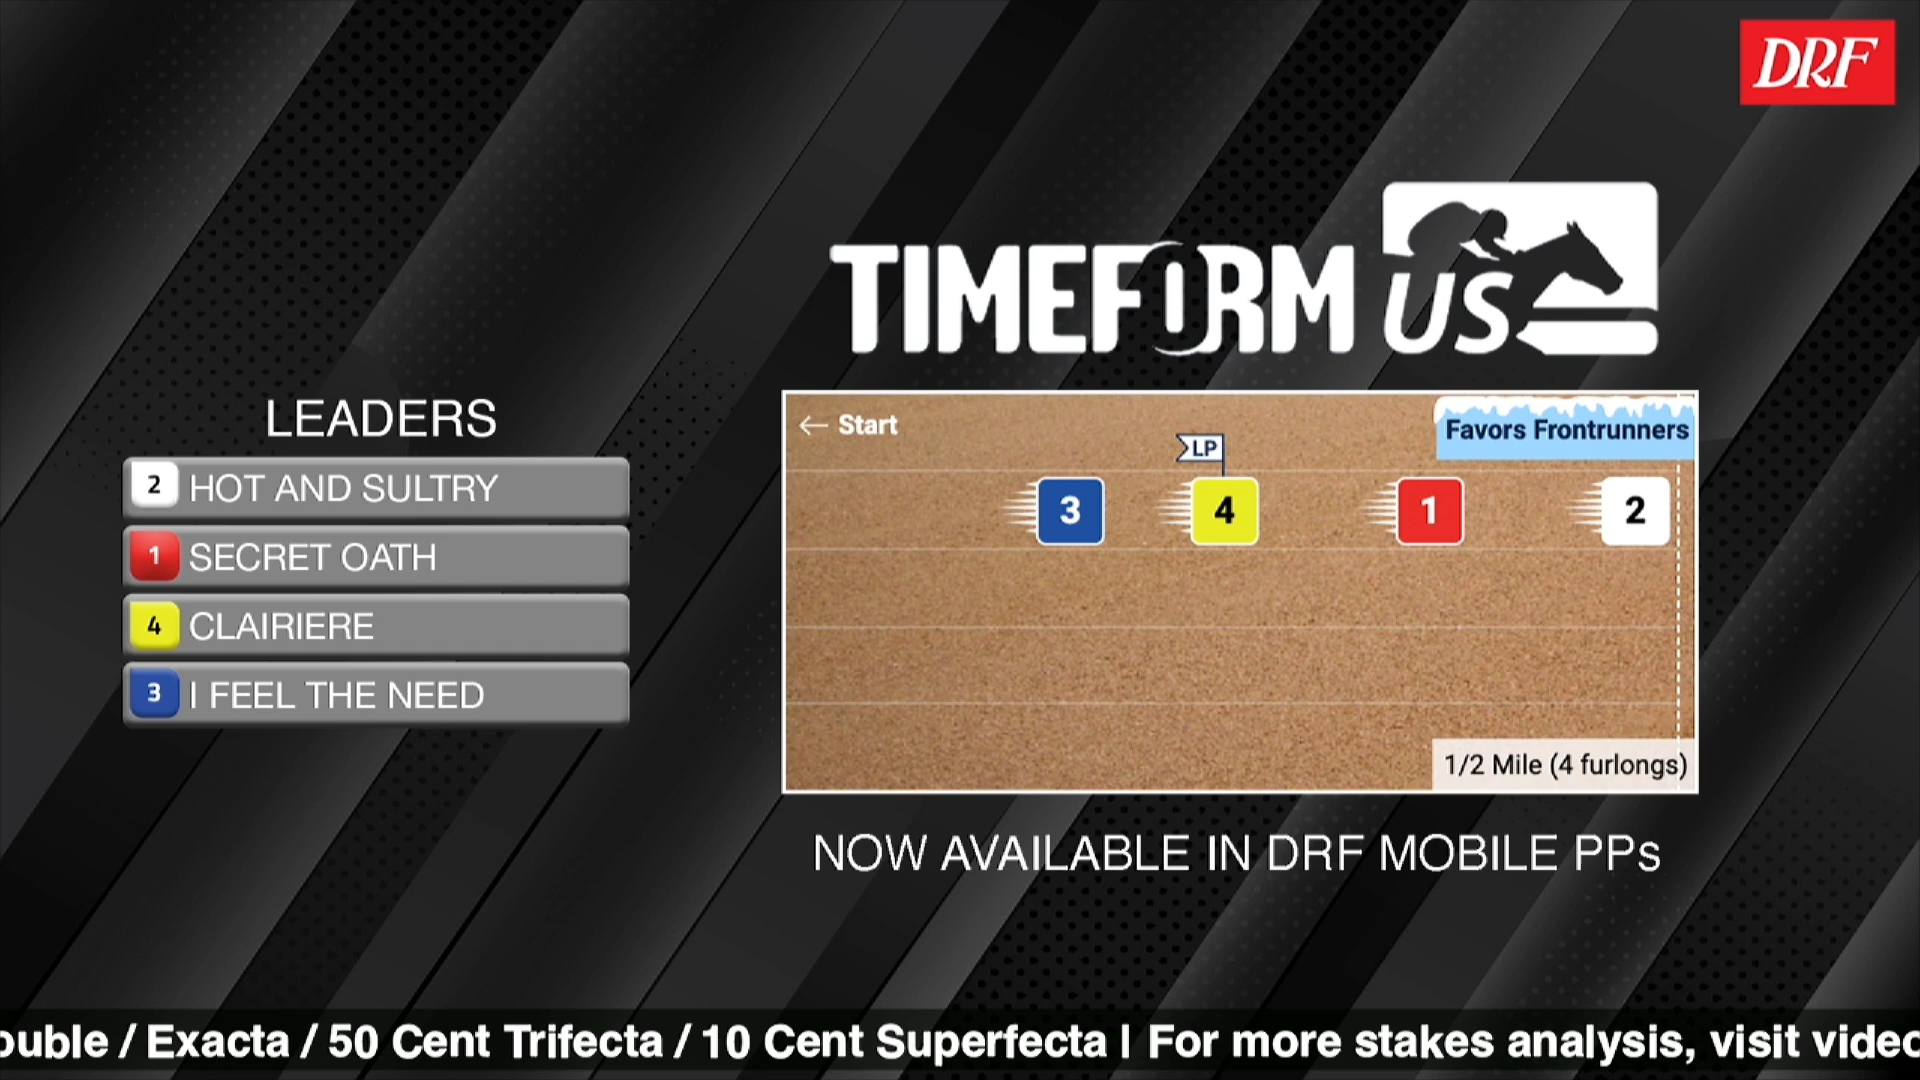 DRF
TIMEFORM US
LEADERS
2 HOT AND SULTRY
1 SECRET OATH
4 CLAIRIERE
3 I FEEL THE NEED
← Start
Favors Frontrunners
LP
3 4 1 2
1/2 Mile (4 furlongs)
NOW AVAILABLE IN DRF MOBILE PPs
ouble / Exacta / 50 Cent Trifecta / 10 Cent Superfecta | For more stakes analysis, visit video